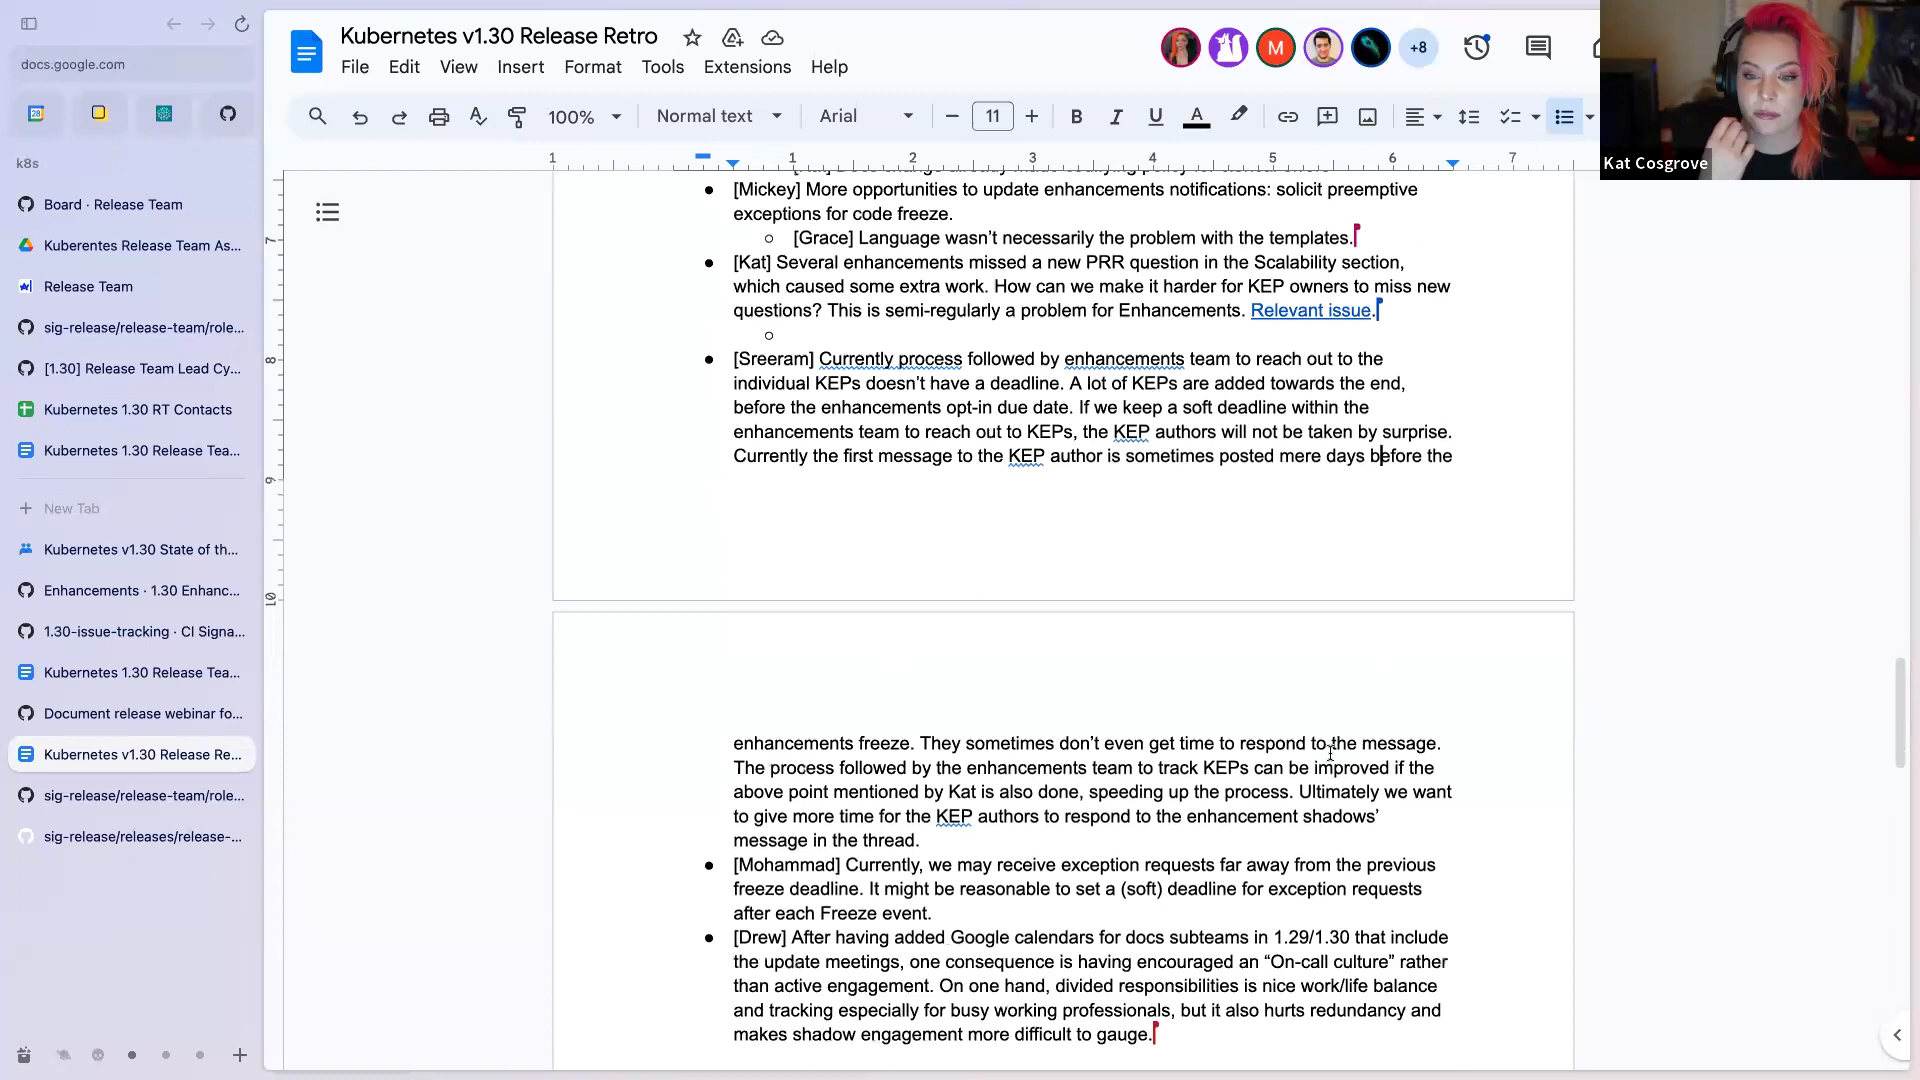 Kubernetes v1.30 Release Retro
File Edit View Insert Format Tools Extensions Help
M
+8
docs.google.com
28
100% Normal text Arial 11 B I U A
1 1 2 3 4 5 6 7
7
8
9
10
k8s
Board · Release Team
Kuberentes Release Team As...
Release Team
sig-release/release-team/role...
[1.30] Release Team Lead Cy...
Kubernetes 1.30 RT Contacts
Kubernetes 1.30 Release Team...
New Tab
Kubernetes v1.30 State of th...
Enhancements · 1.30 Enhanc...
1.30-issue-tracking · CI Signa...
Kubernetes 1.30 Release Tea...
Document release webinar fo...
Kubernetes v1.30 Release Re...
sig-release/release-team/role...
sig-release/releases/release-...
Kat Cosgrove
[Mickey] More opportunities to update enhancements notifications: solicit preemptive
exceptions for code freeze.
[Grace] Language wasn't necessarily the problem with the templates.
[Kat] Several enhancements missed a new PRR question in the Scalability section,
which caused some extra work. How can we make it harder for KEP owners to miss new
questions? This is semi-regularly a problem for Enhancements. Relevant issue.
[Sreeram] Currently process followed by enhancements team to reach out to the
individual KEPs doesn't have a deadline. A lot of KEPs are added towards the end,
before the enhancements opt-in due date. If we keep a soft deadline within the
enhancements team to reach out to KEPs, the KEP authors will not be taken by surprise.
Currently the first message to the KEP author is sometimes posted mere days before the
enhancements freeze. They sometimes don't even get time to respond to the message.
The process followed by the enhancements team to track KEPs can be improved if the
above point mentioned by Kat is also done, speeding up the process. Ultimately we want
to give more time for the KEP authors to respond to the enhancement shadows'
message in the thread.
[Mohammad] Currently, we may receive exception requests far away from the previous
freeze deadline. It might be reasonable to set a (soft) deadline for exception requests
after each Freeze event.
[Drew] After having added Google calendars for docs subteams in 1.29/1.30 that include
the update meetings, one consequence is having encouraged an “On-call culture” rather
than active engagement. On one hand, divided responsibilities is nice work/life balance
and tracking especially for busy working professionals, but it also hurts redundancy and
makes shadow engagement more difficult to gauge.